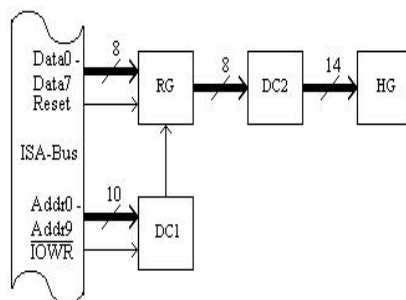 Data0 -
Data7
Reset
ISA-Bus
Addr0 -
Addr9
IOWR
8
RG
8
DC2
14
HG
10
DC1